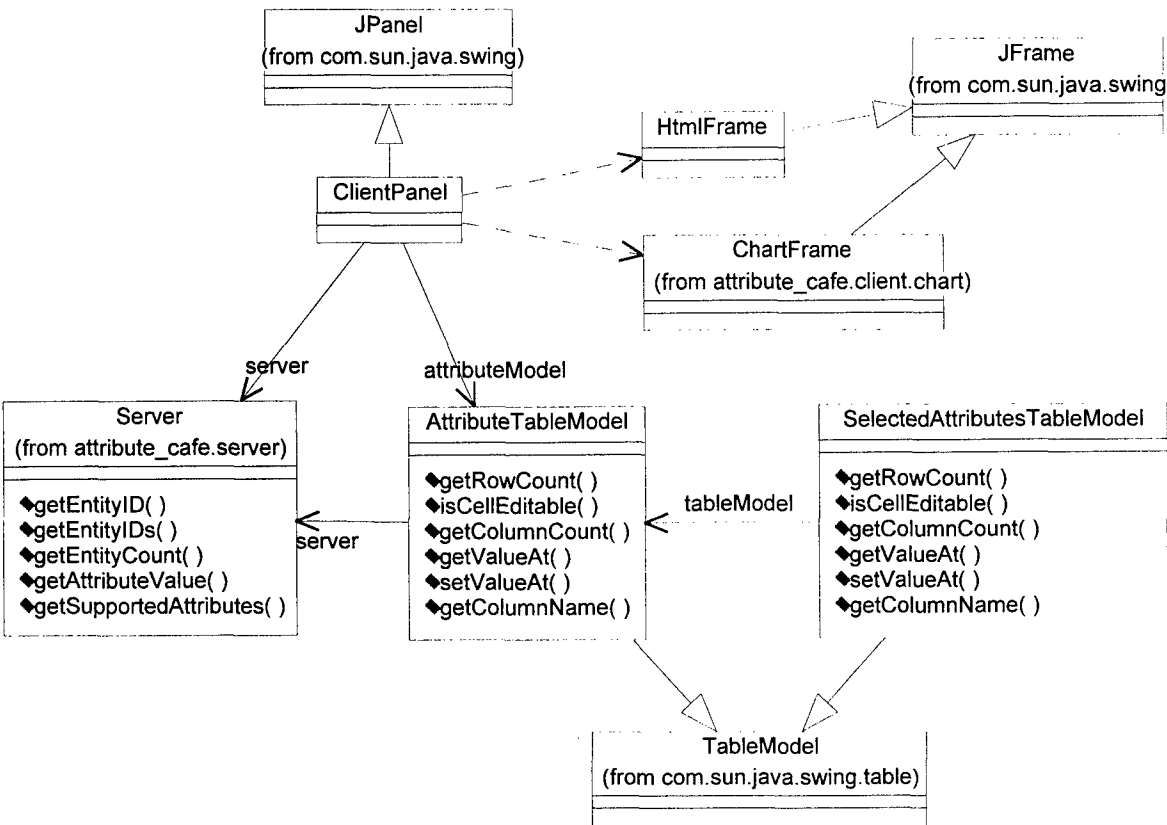 JPanel
(from com.sun.java.swing)
JFrame
(from com.sun.java.swing
HtmlFrame
ClientPanel
ChartFrame
(from attribute_cafe.client.chart)
server
attributeModel
Server
(from attribute_cafe.server)
getEntityID( )
getEntityIDs( )
getEntityCount( )
getAttributeValue( )
getSupportedAttributes( )
server
AttributeTableModel
getRowCount( )
isCellEditable( )
getColumnCount( )
getValueAt( )
setValueAt( )
getColumnName( )
tableModel
SelectedAttributesTableModel
getRowCount( )
isCellEditable( )
getColumnCount( )
getValueAt( )
setValueAt( )
getColumnName( )
TableModel
(from com.sun.java.swing.table)